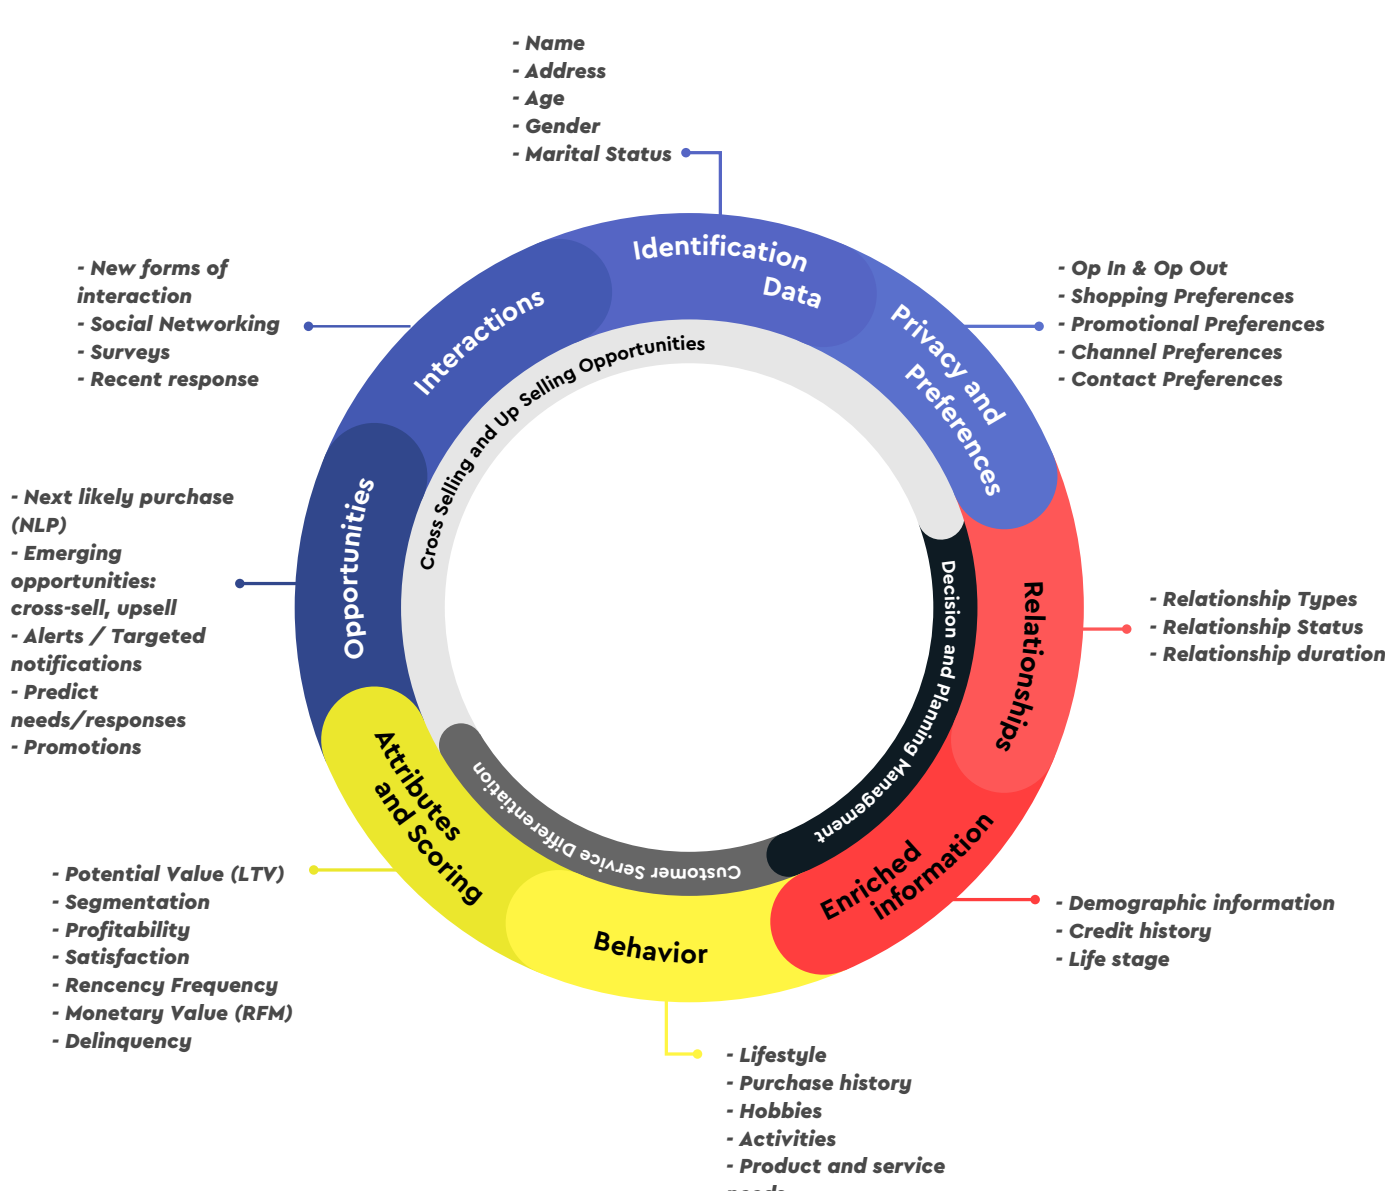 - Name
- Address
- Age
- Gender
- Marital Status
Identification
Data
- New forms of
interaction
- Social Networking
- Surveys
- Recent response
Interactions
Privacy and
Preferences
- Op In & Op Out
- Shopping Preferences
- Promotional Preferences
- Channel Preferences
- Contact Preferences
Cross Selling and Up Selling Opportunities
- Next likely purchase
(NLP)
- Emerging
opportunities:
cross-sell, upsell
- Alerts / Targeted
notifications
- Predict
needs/responses
- Promotions
Opportunities
Decision and Planning Management
Relationships
- Relationship Types
- Relationship Status
- Relationship duration
Attributes
and Scoring
Customer Service Differentiation
Enriched
information
- Potential Value (LTV)
- Segmentation
- Profitability
- Satisfaction
- Rencency Frequency
- Monetary Value (RFM)
- Delinquency
Behavior
- Demographic information
- Credit history
- Life stage
- Lifestyle
- Purchase history
- Hobbies
- Activities
- Product and service